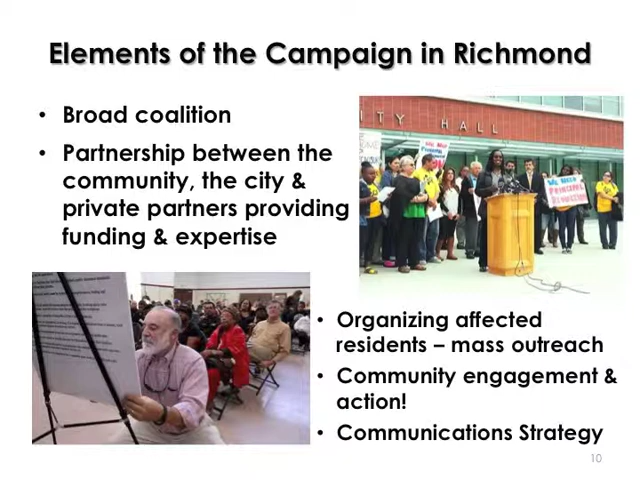 Elements of the Campaign in Richmond
• Broad coalition
• Partnership between the
community, the city &
private partners providing
funding & expertise
ITY HALL
• Organizing affected
residents – mass outreach
• Community engagement &
action!
• Communications Strategy
10